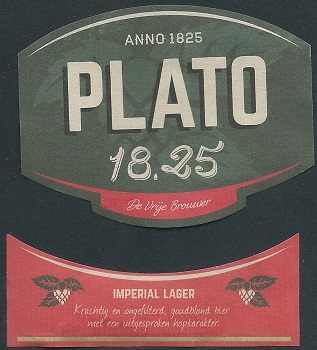 ANNO 1825
PLATO
18.25
De Vrije Brouwer
IMPERIAL LAGER
Krachtig en ongefilterd, goudblond bier
met een uitgesproken hopkarakter.